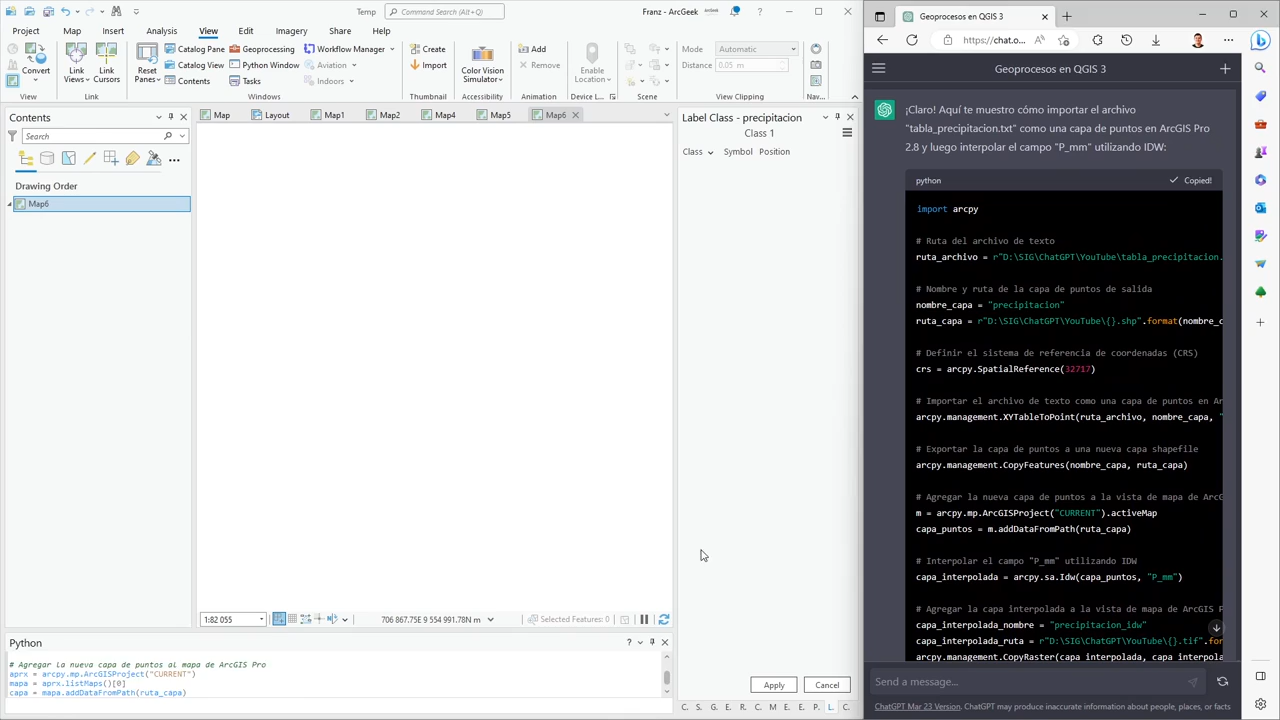 Temp
Command Search (Alt+Q)
Franz - ArcGeek
arcgeek
?
Project
Map
Insert
Analysis
View
Edit
Imagery
Share
Help
Convert
View
Link Views
Link Cursors
Link
Reset Panes
Catalog Pane
Catalog View
Contents
Geoprocessing
Python Window
Tasks
Workflow Manager
Aviation
Indoors
Windows
Create
Import
Thumbnail
Color Vision Simulator
Accessibility
Add
Remove
Enable Location
Device L...
Scene
Mode
Automatic
Distance
0.05 m
View Clipping
Nav...
Contents
Search
Drawing Order
Map6
Map
Layout
Map1
Map2
Map4
Map5
Map6
1:82 055
706 867.75E 9 554 991.78N m
Selected Features: 0
Label Class - precipitacion
Class 1
Class
Symbol
Position
Apply
Cancel
C...
S...
G...
E...
R...
C...
M
E...
E...
P...
L...
C...
Python
# Agregar la nueva capa de puntos al mapa de ArcGIS Pro
aprx = arcpy.mp.ArcGISProject("CURRENT")
mapa = aprx.listMaps()[0]
capa = mapa.addDataFromPath(ruta_capa)
Geoprocesos en QGIS 3
https://chat.o...
Geoprocesos en QGIS 3
¡Claro! Aquí te muestro cómo importar el archivo
"tabla_precipitacion.txt" como una capa de puntos en ArcGIS Pro
2.8 y luego interpolar el campo "P_mm" utilizando IDW:
python
Copied!
import arcpy
# Ruta del archivo de texto
ruta_archivo = r"D:\SIG\ChatGPT\YouTube\tabla_precipitacion.
# Nombre y ruta de la capa de puntos de salida
nombre_capa = "precipitacion"
ruta_capa = r"D:\SIG\ChatGPT\YouTube\{}.shp".format(nombre_c
# Definir el sistema de referencia de coordenadas (CRS)
crs = arcpy.SpatialReference(32717)
# Importar el archivo de texto como una capa de puntos en Ar
arcpy.management.XYTableToPoint(ruta_archivo, nombre_capa, "
# Exportar la capa de puntos a una nueva capa shapefile
arcpy.management.CopyFeatures(nombre_capa, ruta_capa)
# Agregar la nueva capa de puntos a la vista de mapa de ArcG
m = arcpy.mp.ArcGISProject("CURRENT").activeMap
capa_puntos = m.addDataFromPath(ruta_capa)
# Interpolar el campo "P_mm" utilizando IDW
capa_interpolada = arcpy.sa.Idw(capa_puntos, "P_mm")
# Agregar la capa interpolada a la vista de mapa de ArcGIS P
capa_interpolada_nombre = "precipitacion_idw"
capa_interpolada_ruta = r"D:\SIG\ChatGPT\YouTube\{}.tif".for
arcpy.management.CopyRaster(capa_interpolada, capa_interpola
Send a message...
ChatGPT Mar 23 Version. ChatGPT may produce inaccurate information about people, places, or facts